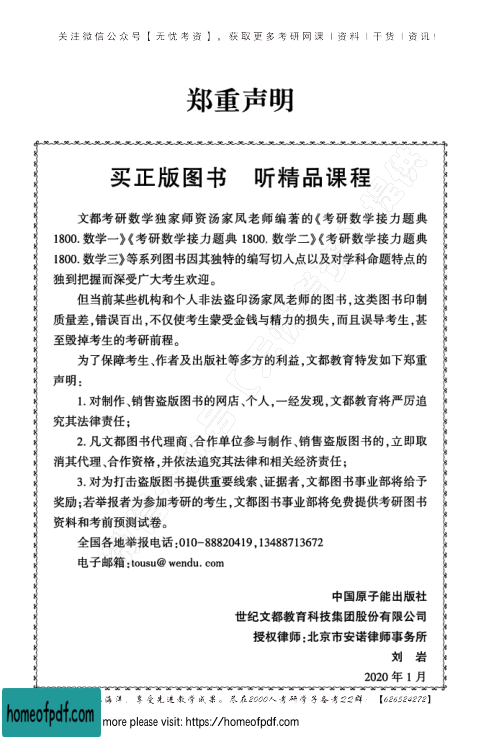 关注微信公众号【无忧考资】，获取更多考研网课|资料|干货|资讯！
郑重声明
买正版图书　听精品课程
文都考研数学独家师资汤家凤老师编著的《考研数学接力题典
1800.数学一》《考研数学接力题典 1800.数学二》《考研数学接力题典
1800.数学三》等系列图书因其独特的编写切入点以及对学科命题特点的
独到把握而深受广大考生欢迎。
但当前某些机构和个人非法盗印汤家凤老师的图书，这类图书印制
质量差，错误百出，不仅使考生蒙受金钱与精力的损失，而且误导考生，甚
至毁掉考生的考研前程。
为了保障考生、作者及出版社等多方的利益，文都教育特发如下郑重
声明：
1.对制作、销售盗版图书的网店、个人，一经发现，文都教育将严厉追
究其法律责任；
2.凡文都图书代理商、合作单位参与制作、销售盗版图书的，立即取
消其代理、合作资格，并依法追究其法律和相关经济责任；
3.对为打击盗版图书提供重要线索、证据者，文都图书事业部将给予
奖励；若举报者为参加考研的考生，文都图书事业部将免费提供考研图书
资料和考前预测试卷。
全国各地举报电话：010-88820419，13488713672
电子邮箱：tousu@wendu.com
中国原子能出版社
世纪文都教育科技集团股份有限公司
授权律师：北京市安诺律师事务所
刘　岩
2020 年 1 月
海洋，享受先进教学成果。尽在2000人考研学子备考QQ群：【626524272】
homeofpdf.com
more please visit: https://homeofpdf.com